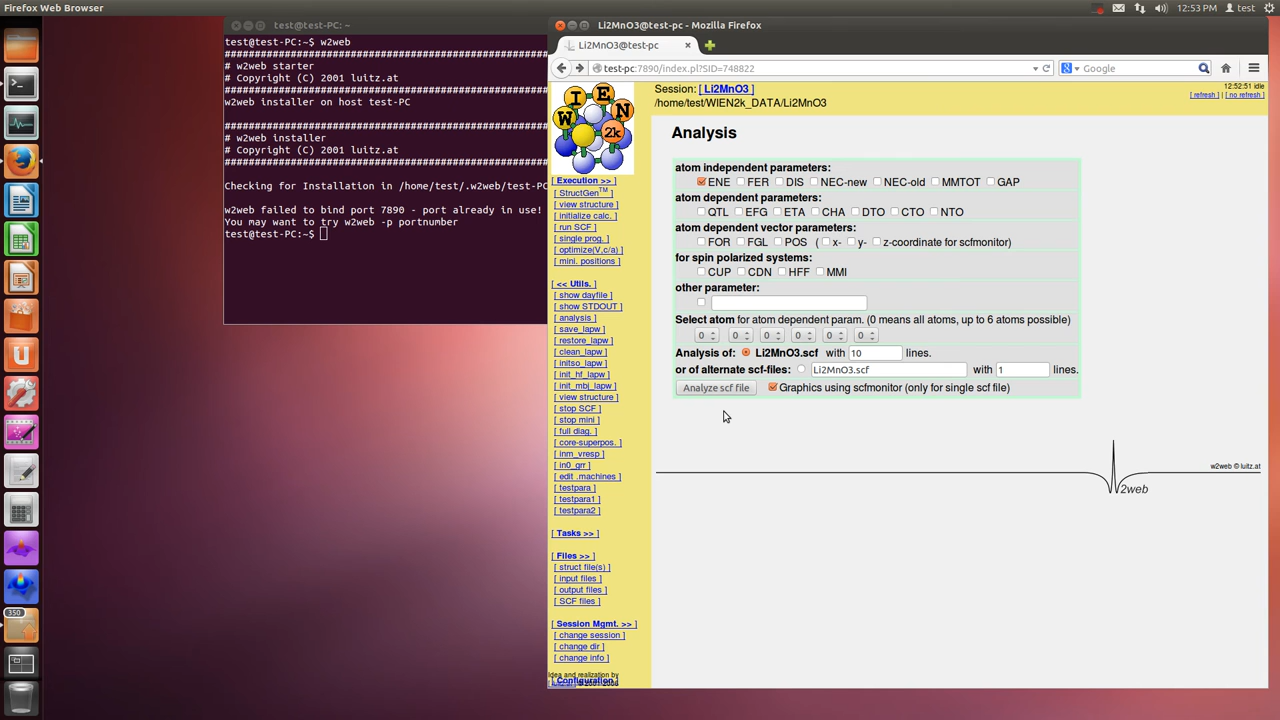 Firefox Web Browser
12:53 PM test
test@test-PC: ~
test@test-PC:~$ w2web
# w2web starter
# Copyright (C) 2001 luitz.at
w2web installer on host test-PC
# w2web installer
# Copyright (C) 2001 luitz.at
Checking for Installation in /home/test/.w2web/test-PC
w2web failed to bind port 7890 - port already in use!
You may want to try w2web -p portnumber
test@test-PC:~$
350
Li2MnO3@test-pc - Mozilla Firefox
Li2MnO3@test-pc
test-pc:7890/index.pl?SID=748822
Google
WIEN
2k
Session: [ Li2MnO3 ]
/home/test/WIEN2k_DATA/Li2MnO3
12:52:51 idle
[ refresh ] [ no refresh ]
[ Execution >> ]
[ StructGen™ ]
[ view structure ]
[ initialize calc. ]
[ run SCF ]
[ single prog. ]
[ optimize(V,c/a) ]
[ mini. positions ]
[ << Utils. ]
[ show dayfile ]
[ show STDOUT ]
[ analysis ]
[ save_lapw ]
[ restore_lapw ]
[ clean_lapw ]
[ initso_lapw ]
[ init_hf_lapw ]
[ init_mbj_lapw ]
[ view structure ]
[ stop SCF ]
[ stop mini ]
[ full diag. ]
[ core-superpos. ]
[ inm_vresp ]
[ in0_grr ]
[ edit .machines ]
[ testpara ]
[ testpara1 ]
[ testpara2 ]
[ Tasks >> ]
[ Files >> ]
[ struct file(s) ]
[ input files ]
[ output files ]
[ SCF files ]
[ Session Mgmt. >> ]
[ change session ]
[ change dir ]
[ change info ]
Idea and realization by
[ Configuration ]
Analysis
atom independent parameters:
ENE FER DIS NEC-new NEC-old MMTOT GAP
atom dependent parameters:
QTL EFG ETA CHA DTO CTO NTO
atom dependent vector parameters:
FOR FGL POS ( x- y- z-coordinate for scfmonitor)
for spin polarized systems:
CUP CDN HFF MMI
other parameter:
Select atom for atom dependent param. (0 means all atoms, up to 6 atoms possible)
0 0 0 0 0 0
Analysis of: Li2MnO3.scf with 10 lines.
or of alternate scf-files: Li2MnO3.scf with 1 lines.
Analyze scf file Graphics using scfmonitor (only for single scf file)
w2web © luitz.at
w2web